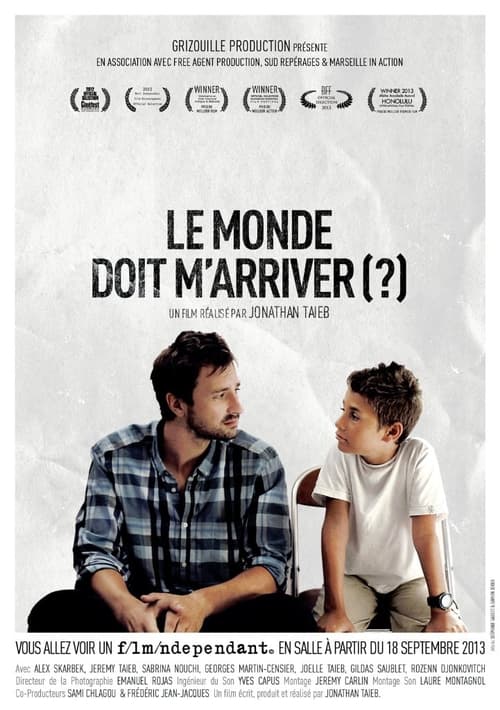 GRIZOUILLE PRODUCTION PRÉSENTE
EN ASSOCIATION AVEC FREE AGENT PRODUCTION, SUD REPÉRAGES & MARSEILLE IN ACTION
2012
OFFICIAL
SELECTION
2013
WINNER
WINNER
BFF
OFFICIAL
SELECTION
2013
WINNER 2013
HONOLULU
LE MONDE
DOIT M'ARRIVER (?)
UN FILM RÉALISÉ PAR JONATHAN TAIEB
VOUS ALLEZ VOIR UN f/lm/ndependant. EN SALLE À PARTIR DU 18 SEPTEMBRE 2013
Avec ALEX SKARBEK, JEREMY TAIEB, SABRINA NOUCHI, GEORGES MARTIN-CENSIER, JOELLE TAIEB, GILDAS SAUBLET, ROZENN DJONKOVITCH
Directeur de la Photographie EMANUEL ROJAS Ingénieur du Son YVES CAPUS Montage JEREMY CARLIN Montage Son LAURE MONTAGNOL
Co-Producteurs SAMI CHLAGOU & FRÉDÉRIC JEAN-JACQUES Un film écrit, produit et réalisé par JONATHAN TAIEB.